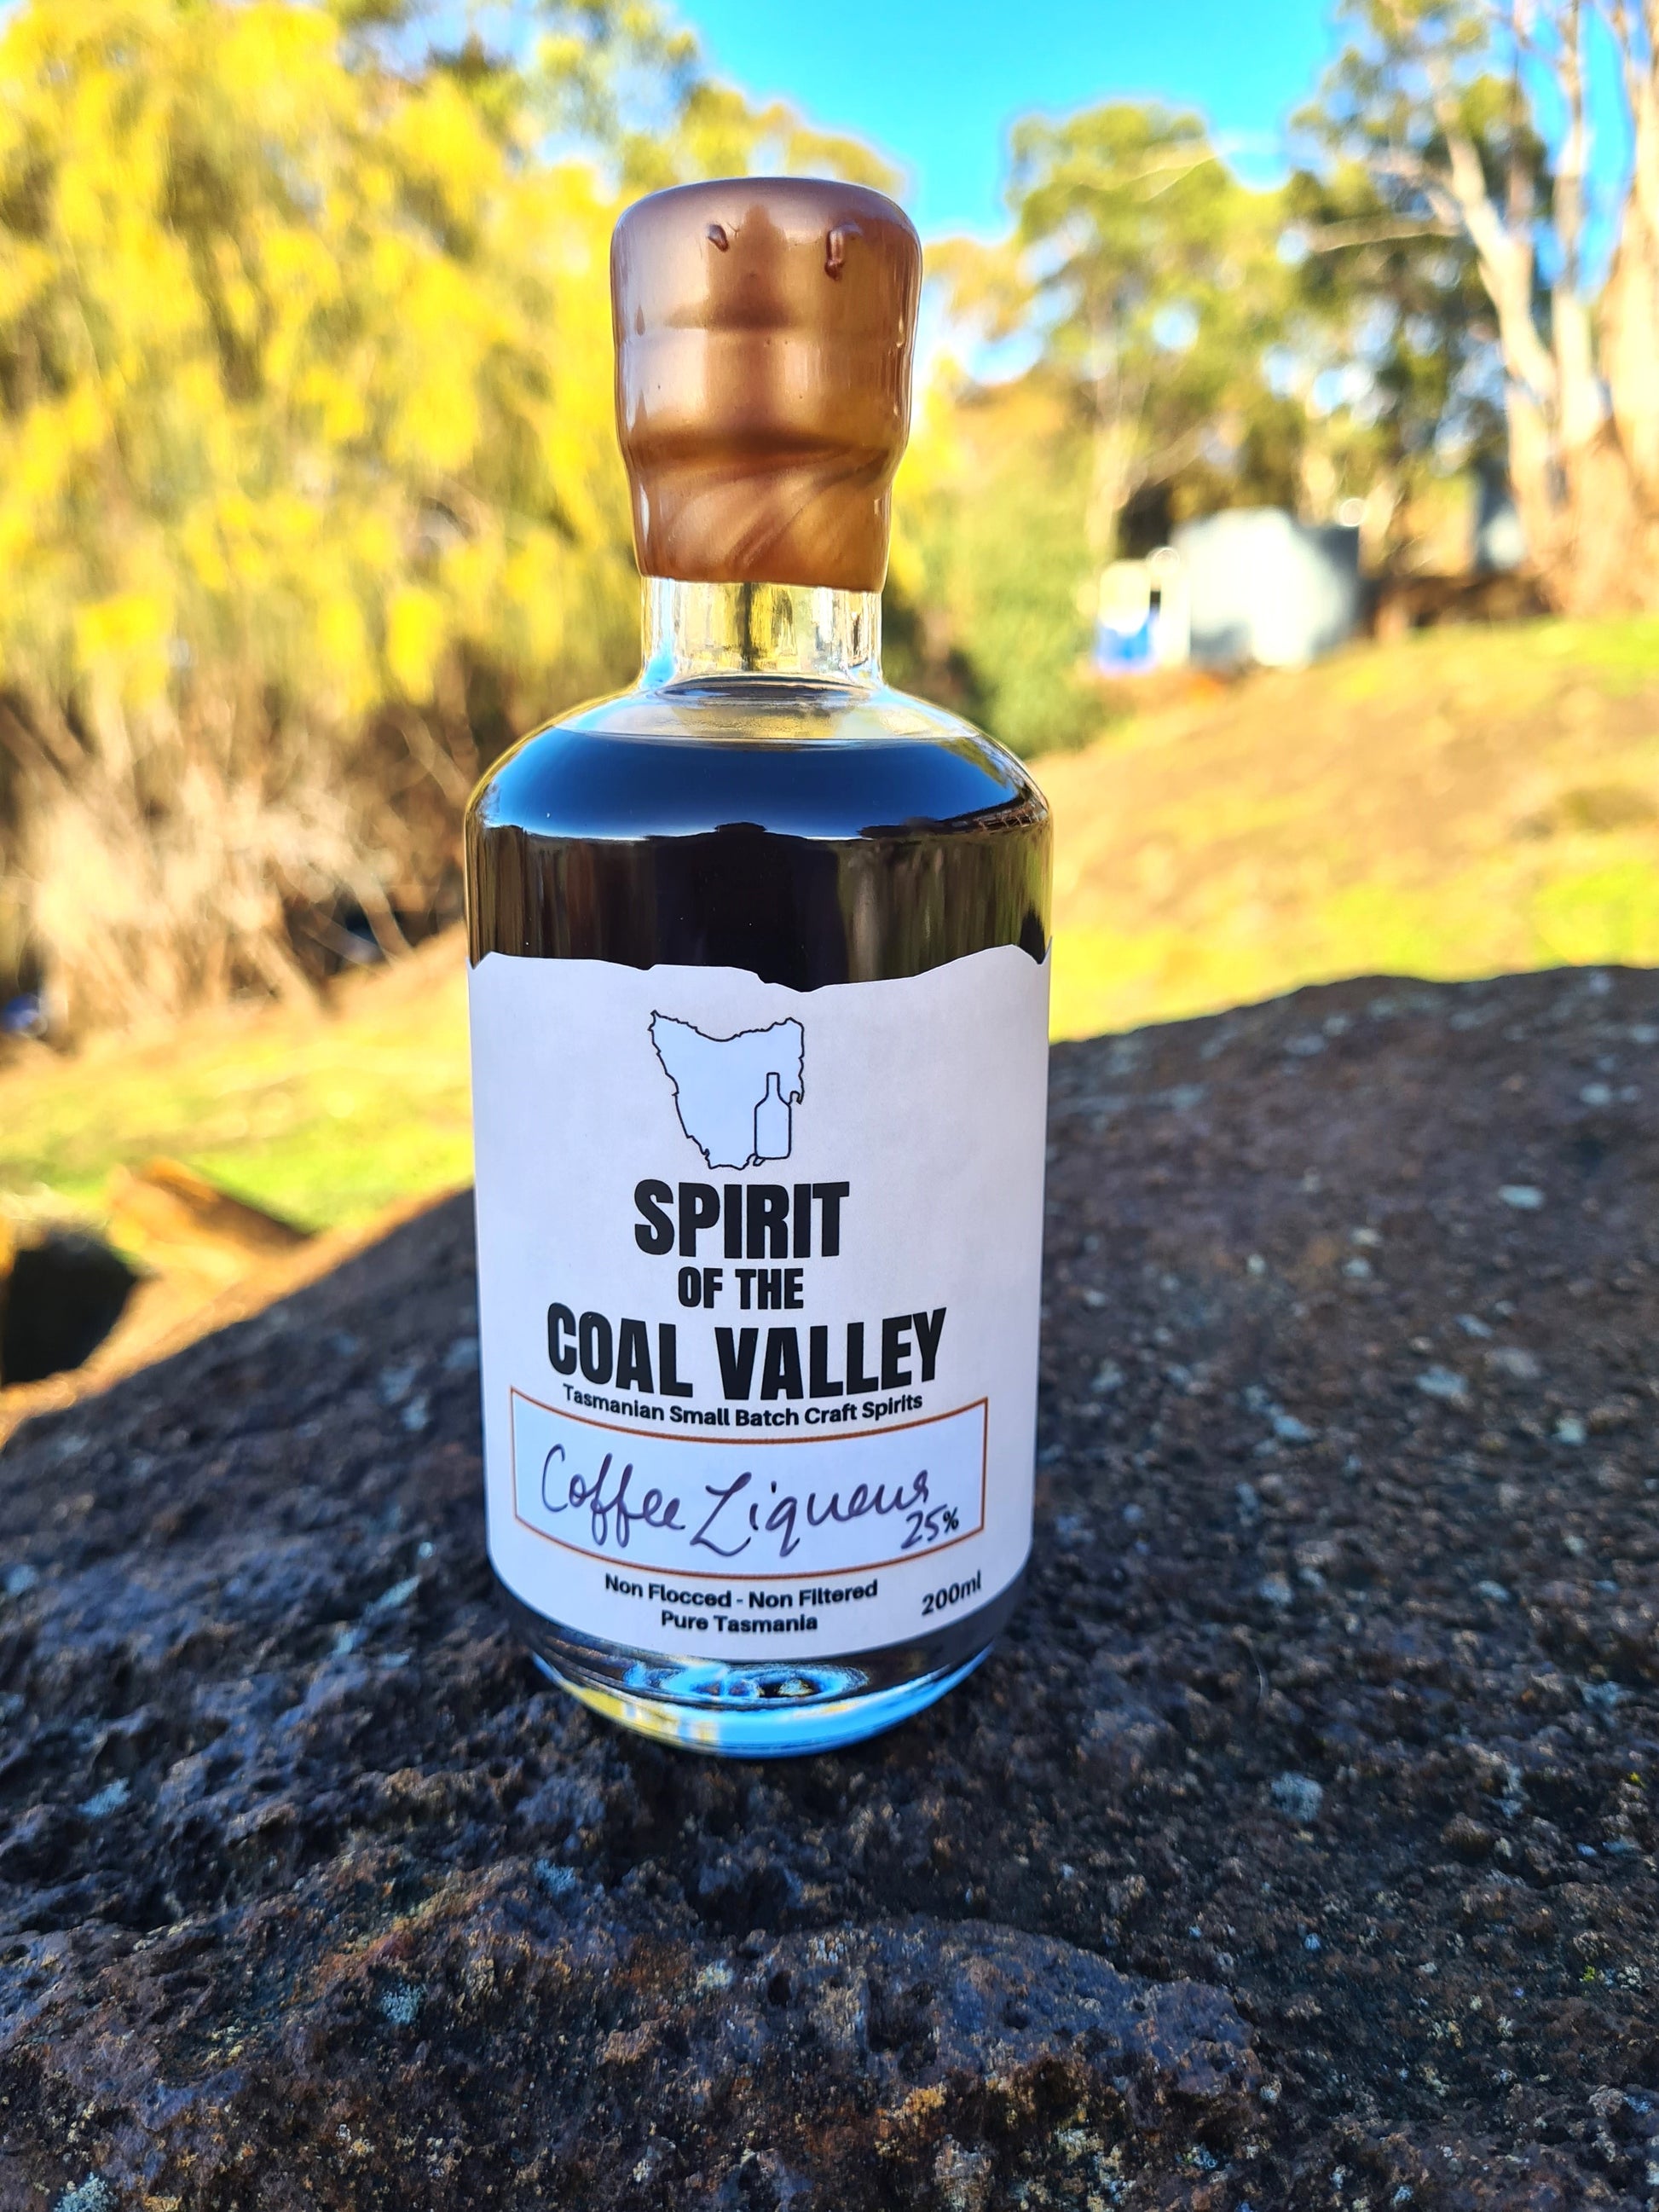 SPIRIT
OF THE
COAL VALLEY
Tasmanian Small Batch Craft Spirits
Coffee Liqueur
25%
Non Flocced - Non Filtered
Pure Tasmania
200ml